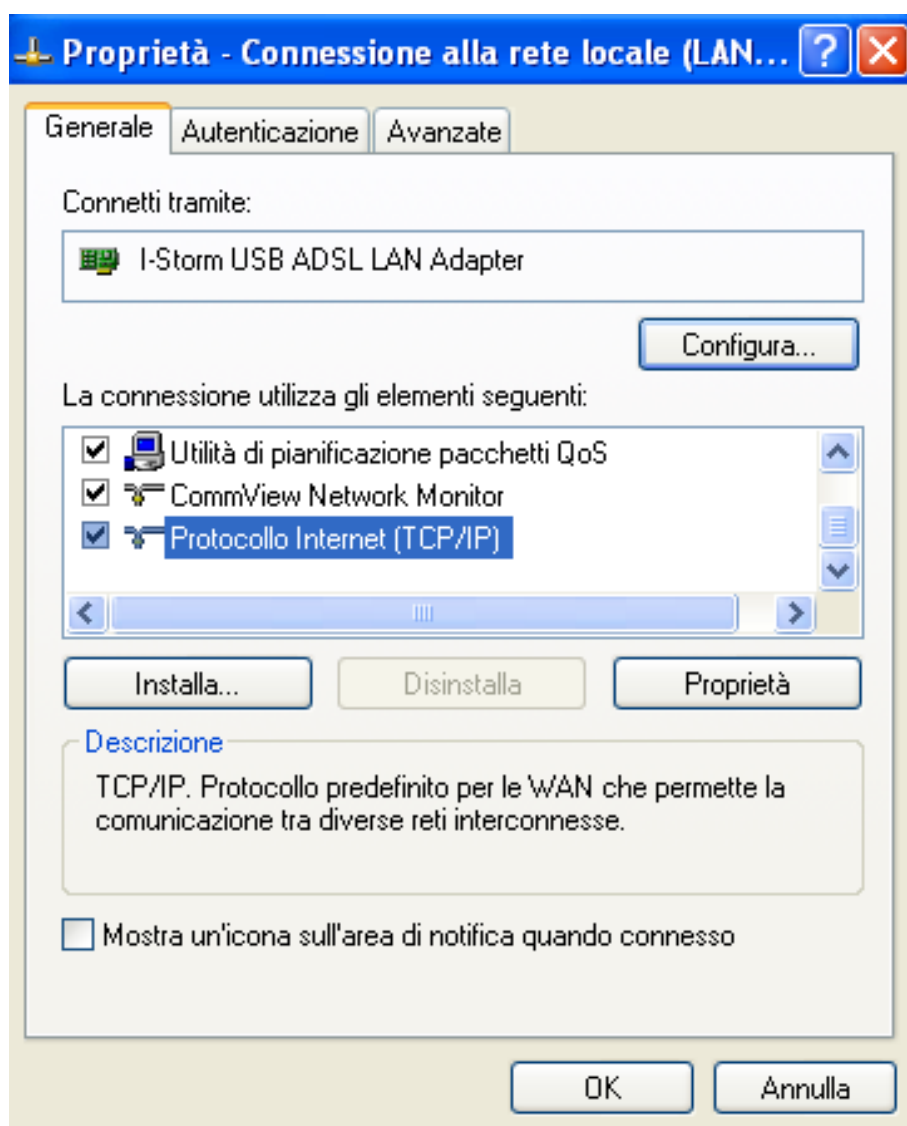 Proprietà - Connessione alla rete locale (LAN...
Generale
Autenticazione
Avanzate
Connetti tramite:
I-Storm USB ADSL LAN Adapter
Configura...
La connessione utilizza gli elementi seguenti:
Utilità di pianificazione pacchetti QoS
CommView Network Monitor
Protocollo Internet (TCP/IP)
Installa...
Disinstalla
Proprietà
Descrizione
TCP/IP. Protocollo predefinito per le WAN che permette la
comunicazione tra diverse reti interconnesse.
Mostra un'icona sull'area di notifica quando connesso
OK
Annulla